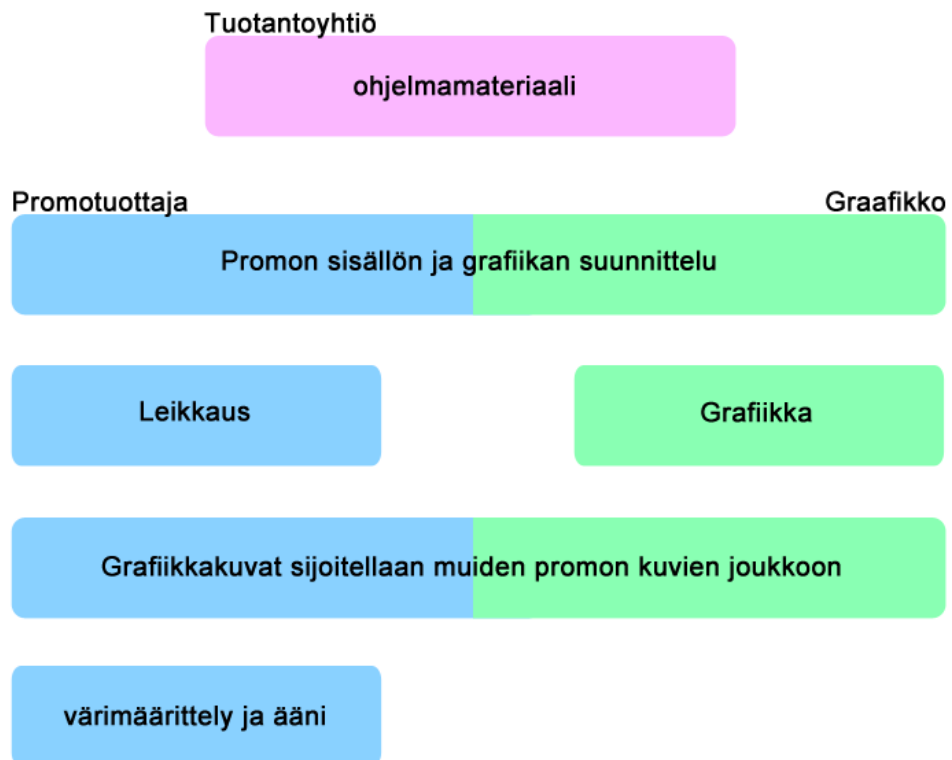 Tuotantoyhtiö
ohjelmamateriaali
Promotuottaja
Graafikko
Promon sisällön ja grafiikan suunnittelu
Leikkaus
Grafiikka
Grafiikkakuvat sijoitellaan muiden promon kuvien joukkoon
värimäärittely ja ääni